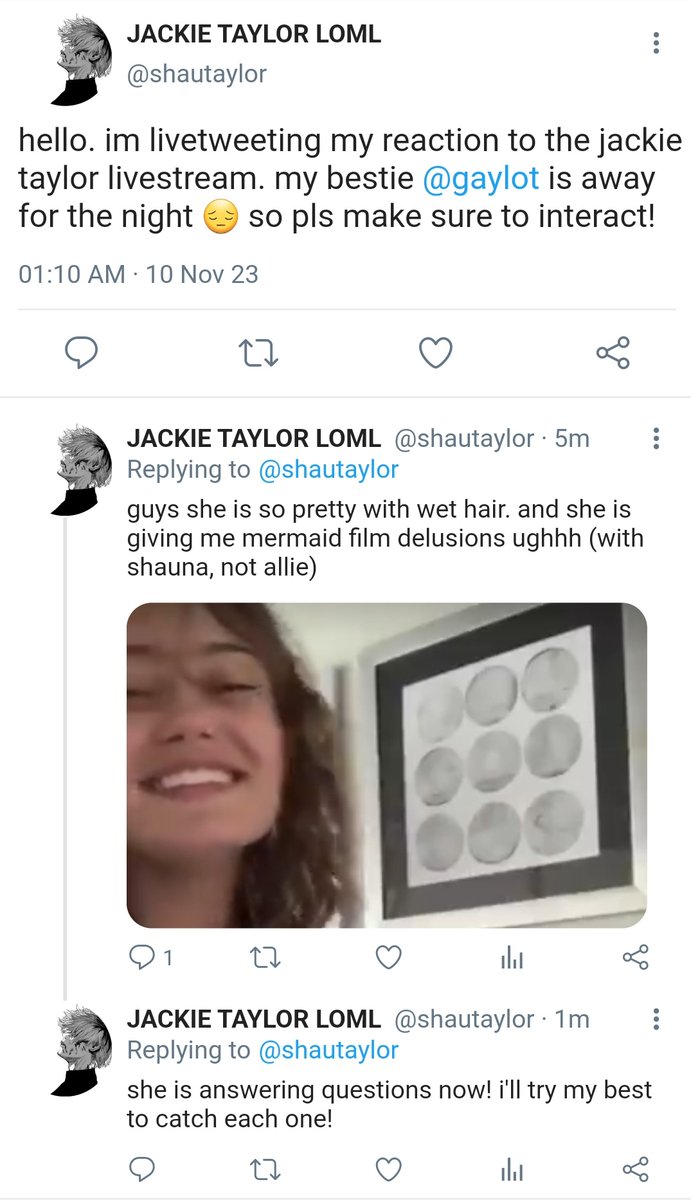 JACKIE TAYLOR LOML
@shautaylor
hello. im livetweeting my reaction to the jackie
taylor livestream. my bestie @gaylot is away
for the night 😔 so pls make sure to interact!
01:10 AM · 10 Nov 23
JACKIE TAYLOR LOML @shautaylor · 5m
Replying to @shautaylor
guys she is so pretty with wet hair. and she is
giving me mermaid film delusions ughhh (with
shauna, not allie)
1
JACKIE TAYLOR LOML @shautaylor · 1m
Replying to @shautaylor
she is answering questions now! i'll try my best
to catch each one!